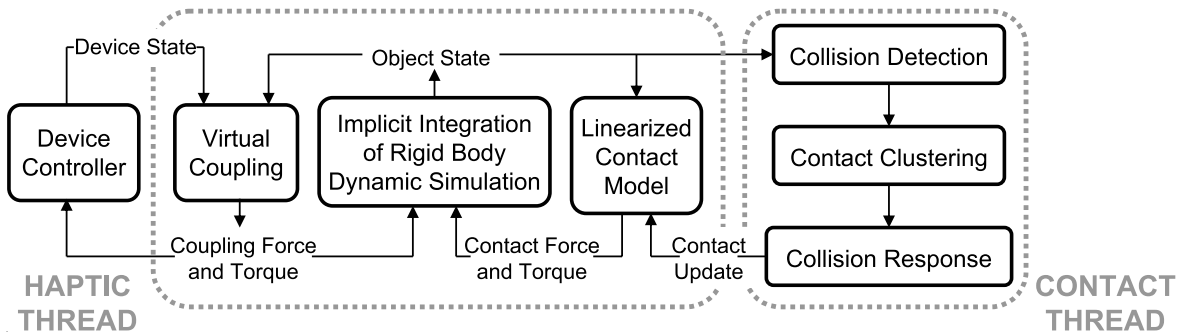 Device State
Object State
Collision Detection
Device
Controller
Virtual
Coupling
Implicit Integration
of Rigid Body
Dynamic Simulation
Linearized
Contact
Model
Contact Clustering
Coupling Force
and Torque
Contact Force
and Torque
Contact
Update
Collision Response
HAPTIC
THREAD
CONTACT
THREAD